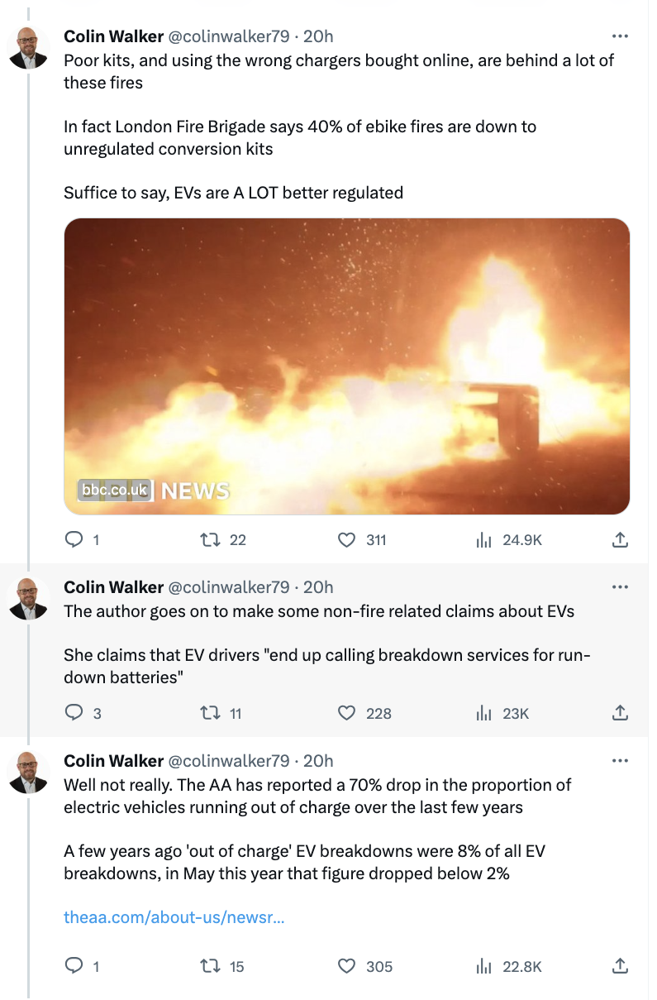 Colin Walker @colinwalker79 · 20h
Poor kits, and using the wrong chargers bought online, are behind a lot of
these fires
In fact London Fire Brigade says 40% of ebike fires are down to
unregulated conversion kits
Suffice to say, EVs are A LOT better regulated
bbc.co.uk NEWS
1 22 311 24.9K
Colin Walker @colinwalker79 · 20h
The author goes on to make some non-fire related claims about EVs
She claims that EV drivers "end up calling breakdown services for run-
down batteries"
3 11 228 23K
Colin Walker @colinwalker79 · 20h
Well not really. The AA has reported a 70% drop in the proportion of
electric vehicles running out of charge over the last few years
A few years ago 'out of charge' EV breakdowns were 8% of all EV
breakdowns, in May this year that figure dropped below 2%
theaa.com/about-us/newsr...
1 15 305 22.8K